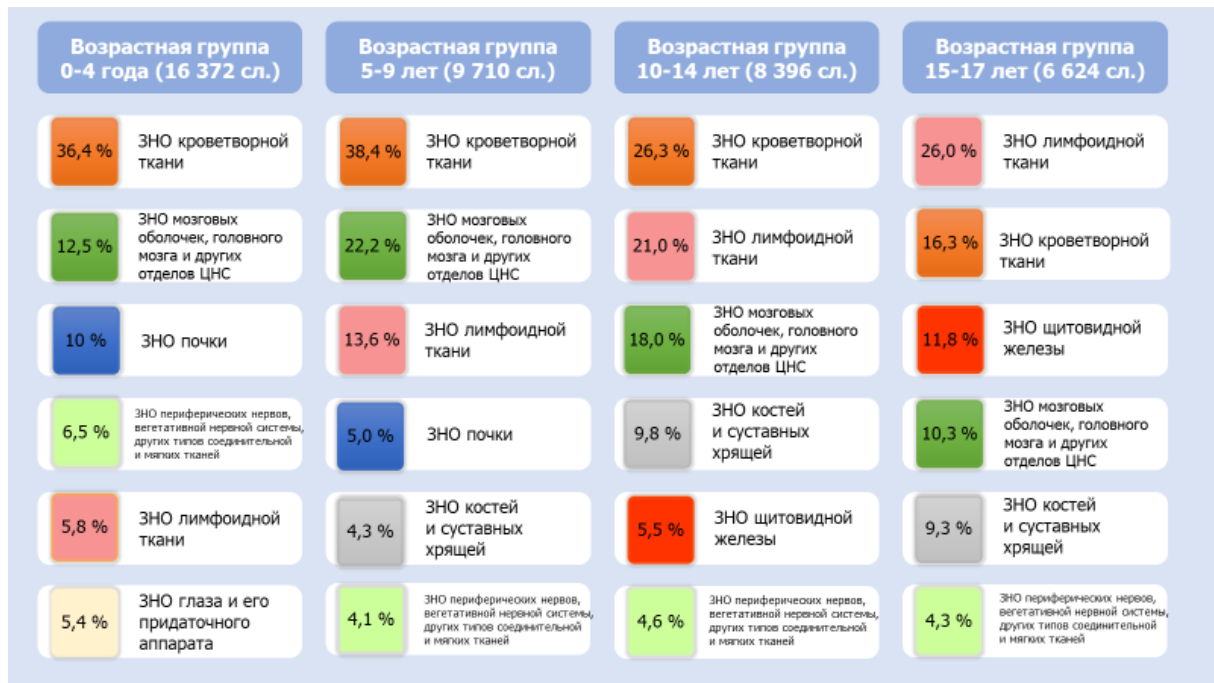 Возрастная группа
0-4 года (16 372 сл.)
36,4 %
ЗНО кроветворной
ткани
12,5 %
ЗНО мозговых
оболочек, головного
мозга и других
отделов ЦНС
10 %
ЗНО почки
6,5 %
ЗНО периферических нервов,
вегетативной нервной системы,
других типов соединительной
и мягких тканей
5,8 %
ЗНО лимфоидной
ткани
5,4 %
ЗНО глаза и его
придаточного
аппарата
Возрастная группа
5-9 лет (9 710 сл.)
38,4 %
ЗНО кроветворной
ткани
22,2 %
ЗНО мозговых
оболочек, головного
мозга и других
отделов ЦНС
13,6 %
ЗНО лимфоидной
ткани
5,0 %
ЗНО почки
4,3 %
ЗНО костей
и суставных
хрящей
4,1 %
ЗНО периферических нервов,
вегетативной нервной системы,
других типов соединительной
и мягких тканей
Возрастная группа
10-14 лет (8 396 сл.)
26,3 %
ЗНО кроветворной
ткани
21,0 %
ЗНО лимфоидной
ткани
18,0 %
ЗНО мозговых
оболочек, головного
мозга и других
отделов ЦНС
9,8 %
ЗНО костей
и суставных
хрящей
5,5 %
ЗНО щитовидной
железы
4,6 %
ЗНО периферических нервов,
вегетативной нервной системы,
других типов соединительной
и мягких тканей
Возрастная группа
15-17 лет (6 624 сл.)
26,0 %
ЗНО лимфоидной
ткани
16,3 %
ЗНО кроветворной
ткани
11,8 %
ЗНО щитовидной
железы
10,3 %
ЗНО мозговых
оболочек, головного
мозга и других
отделов ЦНС
9,3 %
ЗНО костей
и суставных
хрящей
4,3 %
ЗНО периферических нервов,
вегетативной нервной системы,
других типов соединительной
и мягких тканей